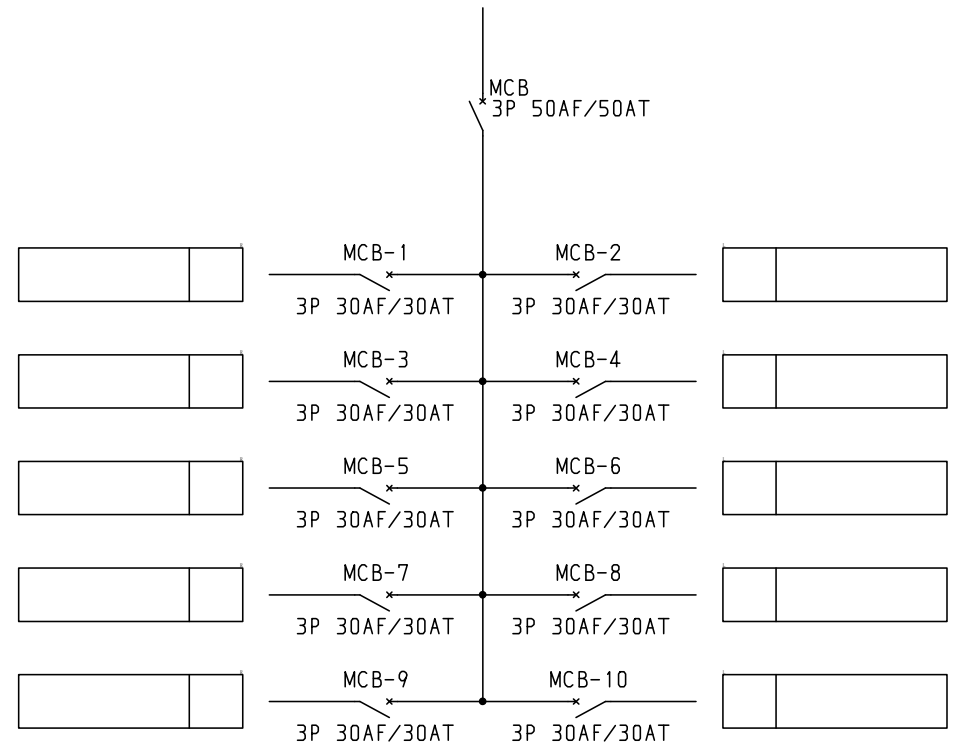 MCB
3P 50AF/50AT
MCB-1
MCB-2
3P 30AF/30AT
3P 30AF/30AT
MCB-3
MCB-4
3P 30AF/30AT
3P 30AF/30AT
MCB-5
MCB-6
3P 30AF/30AT
3P 30AF/30AT
MCB-7
MCB-8
3P 30AF/30AT
3P 30AF/30AT
MCB-9
MCB-10
3P 30AF/30AT
3P 30AF/30AT